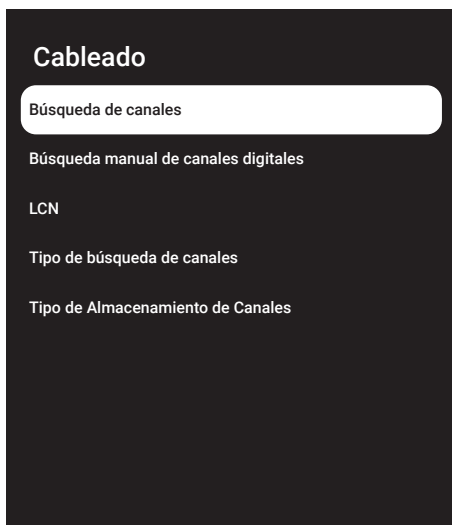 Cableado
Búsqueda de canales
Búsqueda manual de canales digitales
LCN
Tipo de búsqueda de canales
Tipo de Almacenamiento de Canales